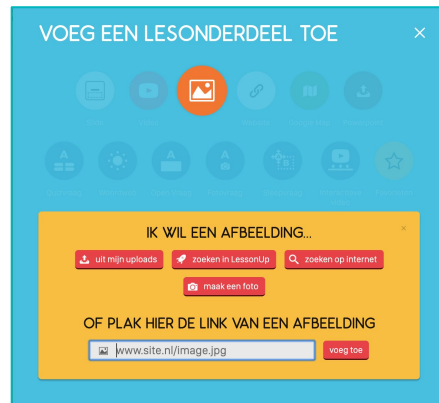 VOEG EEN LESONDERDEEL TOE
IK WIL EEN AFBEELDING...
uit mijn uploads
zoeken in LessonUp
zoeken op internet
maak een foto
OF PLAK HIER DE LINK VAN EEN AFBEELDING
www.site.nl/image.jpg
voeg toe